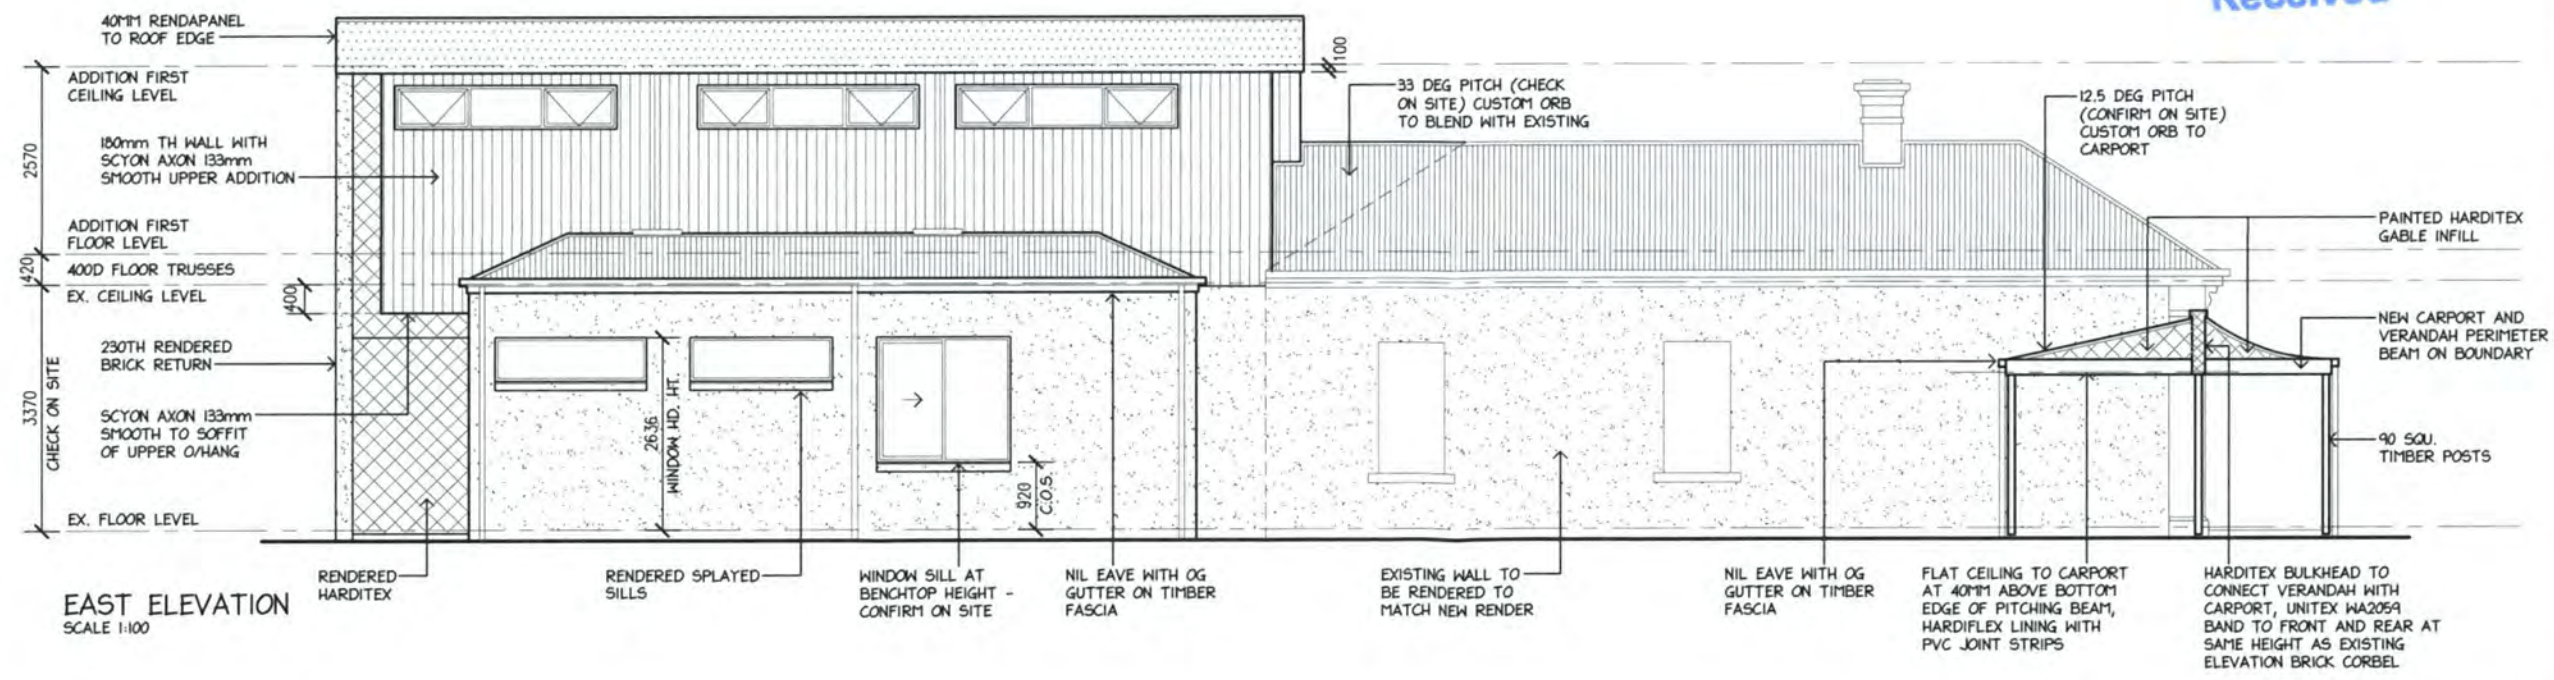 Received
40MM RENDAPANEL
TO ROOF EDGE
ADDITION FIRST
CEILING LEVEL
180mm TH WALL WITH
SCYON AXON 133mm
SMOOTH UPPER ADDITION
ADDITION FIRST
FLOOR LEVEL
400D FLOOR TRUSSES
EX. CEILING LEVEL
230TH RENDERED
BRICK RETURN
SCYON AXON 133mm
SMOOTH TO SOFFIT
OF UPPER O/HANG
EX. FLOOR LEVEL
2570
420
3370
CHECK ON SITE
400
100
33 DEG PITCH (CHECK
ON SITE) CUSTOM ORB
TO BLEND WITH EXISTING
12.5 DEG PITCH
(CONFIRM ON SITE)
CUSTOM ORB TO
CARPORT
PAINTED HARDITEX
GABLE INFILL
NEW CARPORT AND
VERANDAH PERIMETER
BEAM ON BOUNDARY
90 SQU.
TIMBER POSTS
2636
WINDOW HD. HT.
920
C.O.S.
EAST ELEVATION
SCALE 1:100
RENDERED
HARDITEX
RENDERED SPLAYED
SILLS
WINDOW SILL AT
BENCHTOP HEIGHT -
CONFIRM ON SITE
NIL EAVE WITH OG
GUTTER ON TIMBER
FASCIA
EXISTING WALL TO
BE RENDERED TO
MATCH NEW RENDER
NIL EAVE WITH OG
GUTTER ON TIMBER
FASCIA
FLAT CEILING TO CARPORT
AT 40MM ABOVE BOTTOM
EDGE OF PITCHING BEAM,
HARDIFLEX LINING WITH
PVC JOINT STRIPS
HARDITEX BULKHEAD TO
CONNECT VERANDAH WITH
CARPORT, UNITEX WA2059
BAND TO FRONT AND REAR AT
SAME HEIGHT AS EXISTING
ELEVATION BRICK CORBEL